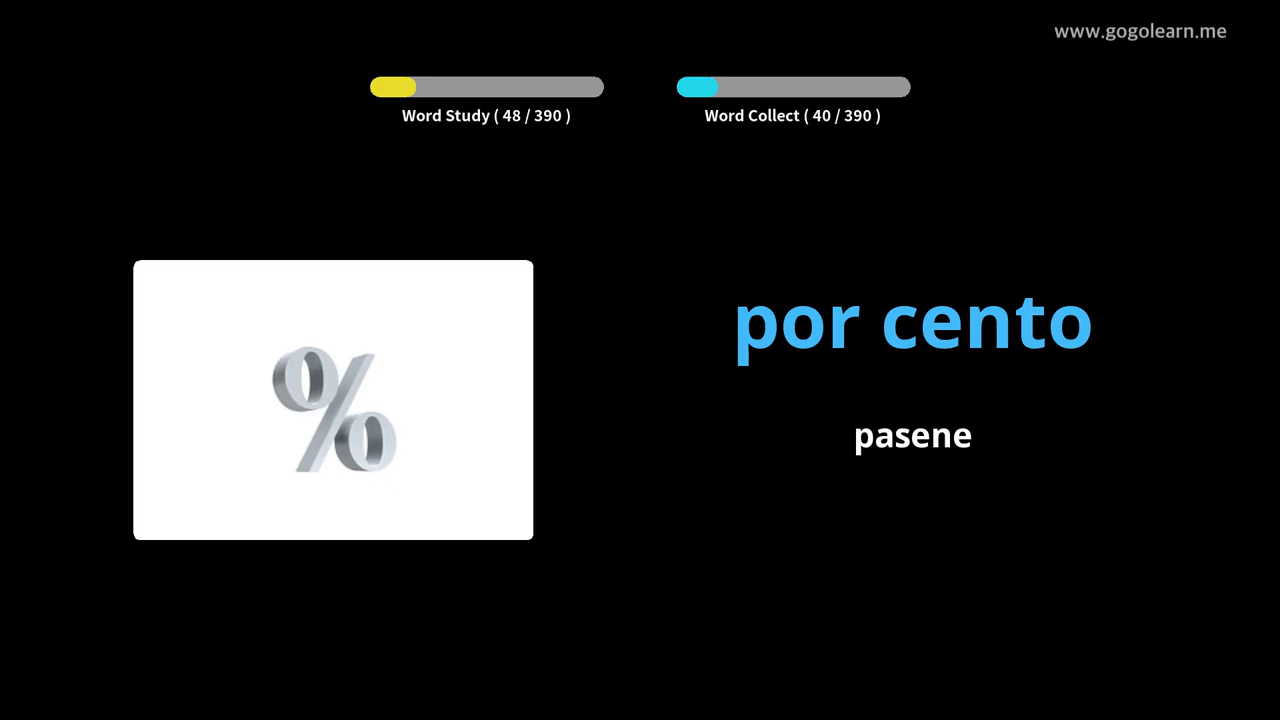 www.gogolearn.me
Word Study ( 48 / 390 )
Word Collect ( 40 / 390 )
%
por cento
pasene